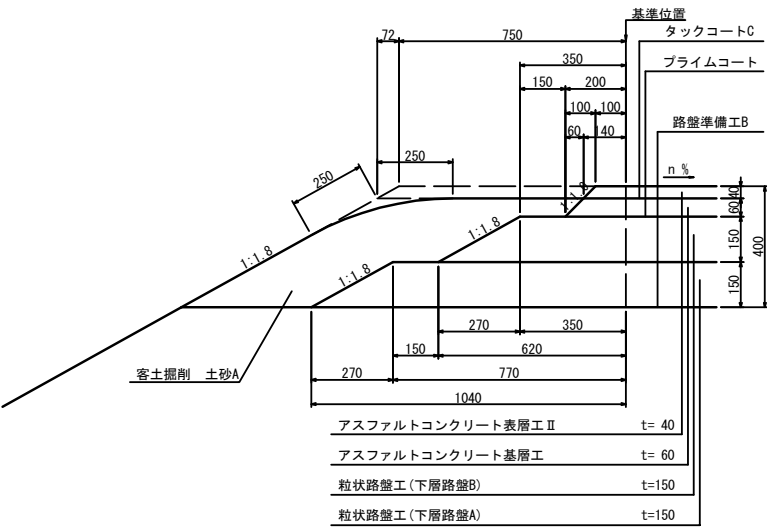 基準位置
72
750
タックコートC
350
プライムコート
150
200
100
100
路盤準備工B
60
140
250
n %
250
40
60
1:1.8
1:1.8
1:1.8
1:1.8
150
400
150
270
350
150
620
客土掘削 土砂A
270
770
1040
アスファルトコンクリート表層工Ⅱ t= 40
アスファルトコンクリート基層工 t= 60
粒状路盤工(下層路盤B) t=150
粒状路盤工(下層路盤A) t=150